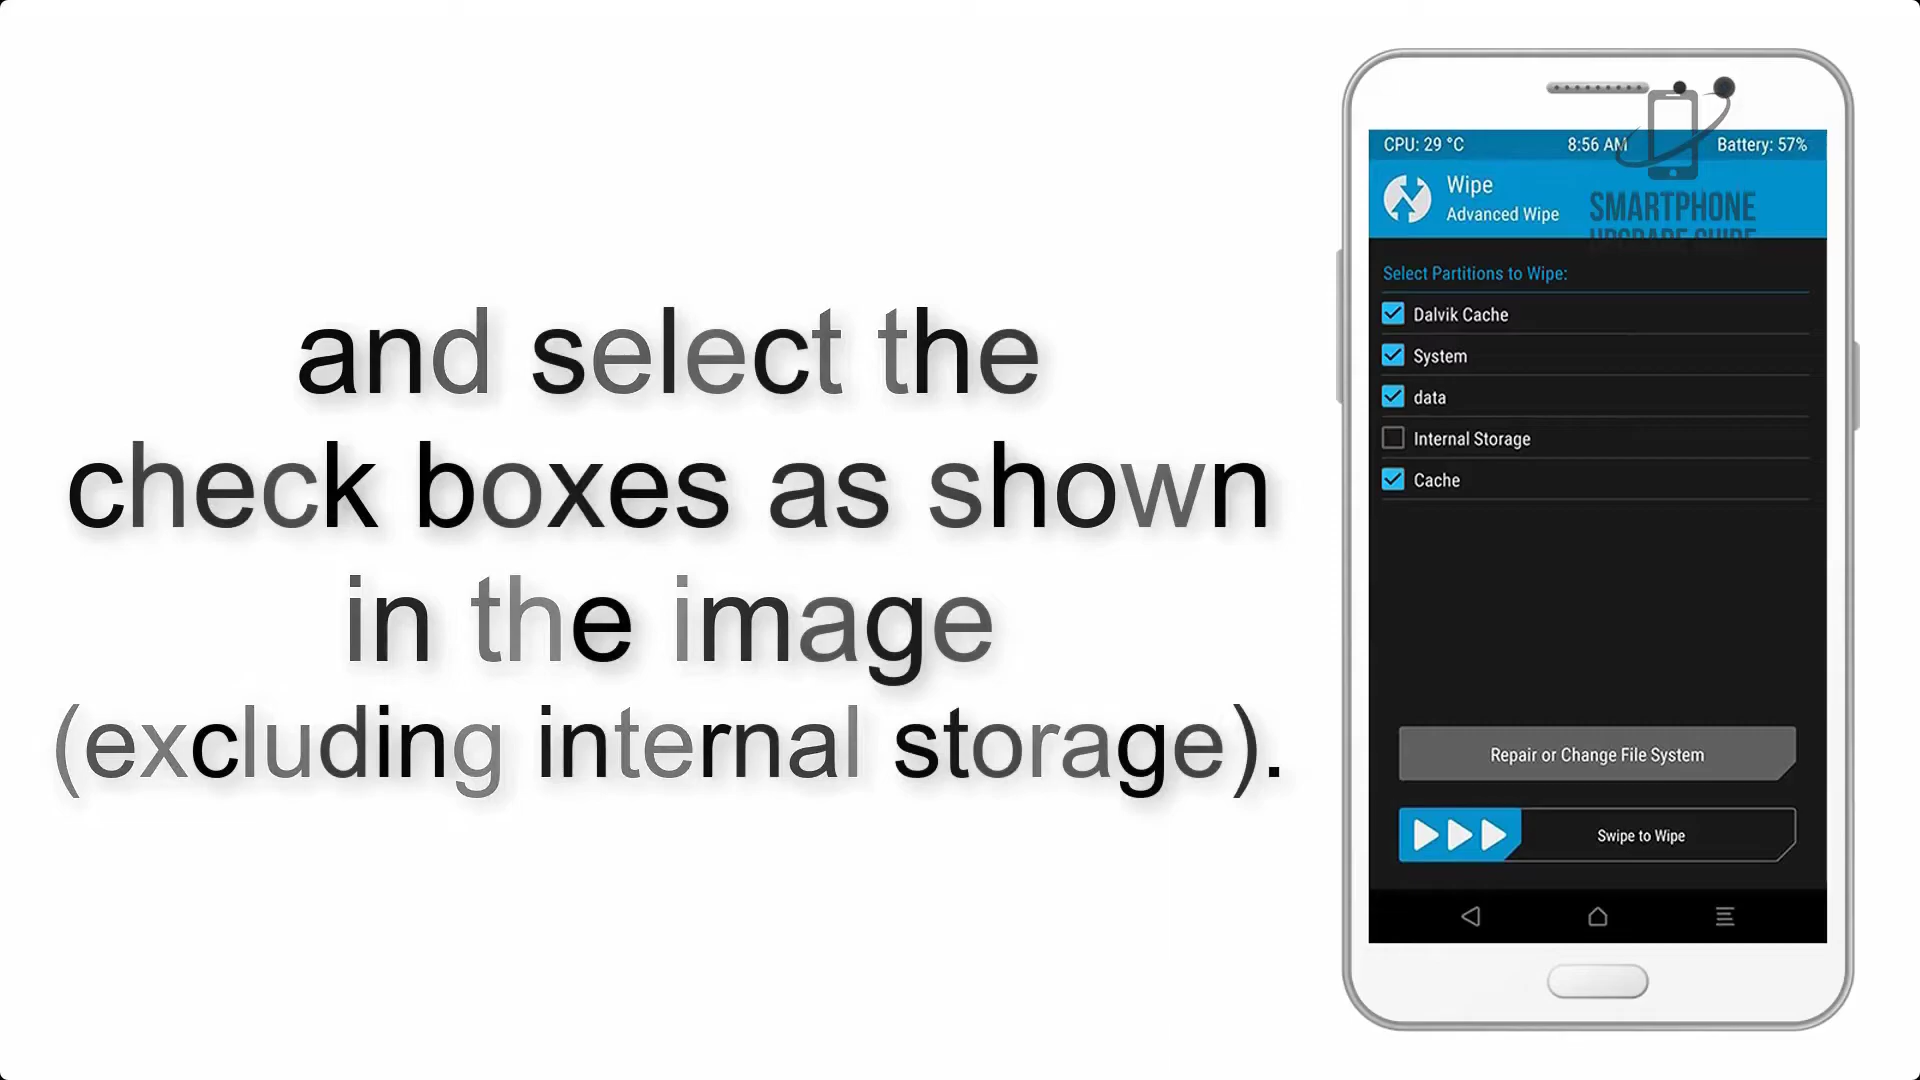 and select the
check boxes as shown
in the image
(excluding internal storage).
CPU: 29 °C 8:56 AM Battery: 57%
Wipe
Advanced Wipe
SMARTPHONE
UPGRADE GUIDE
Select Partitions to Wipe:
Dalvik Cache
System
data
Internal Storage
Cache
Repair or Change File System
Swipe to Wipe